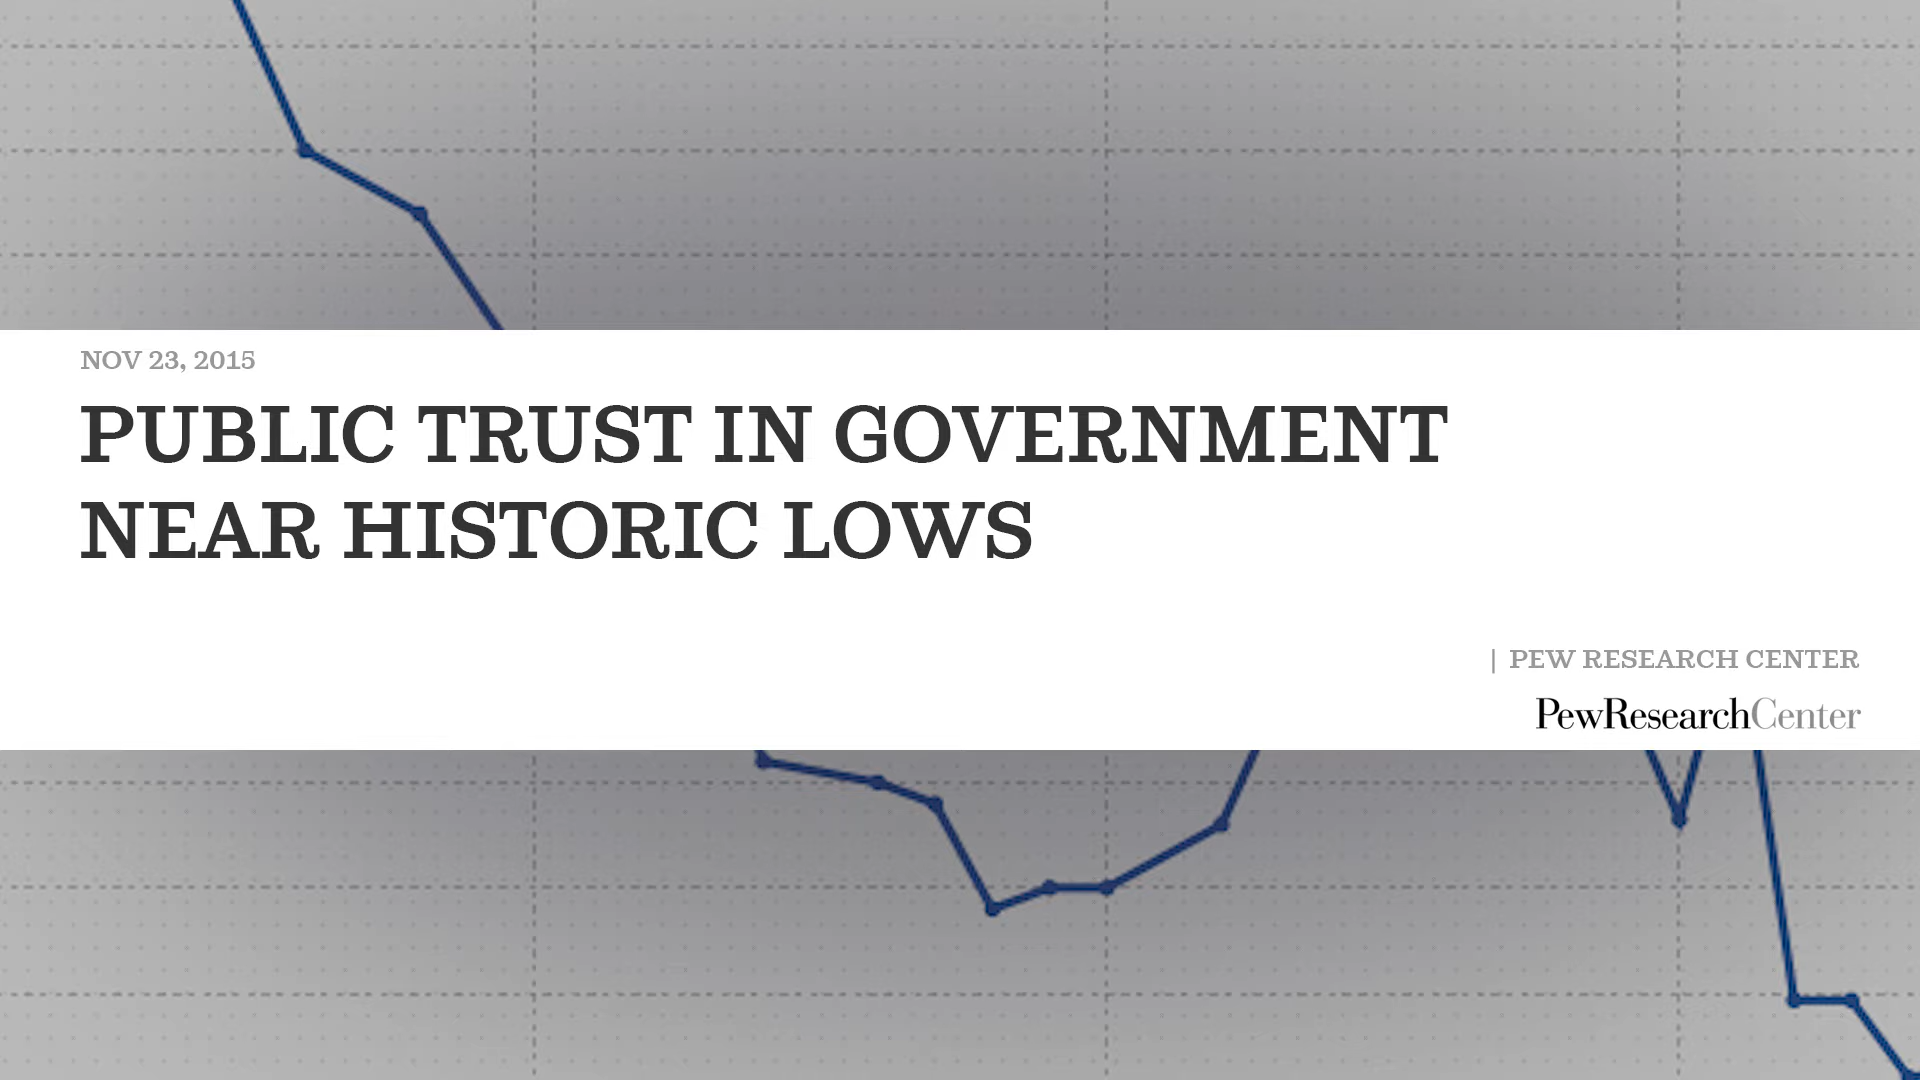 NOV 23, 2015
PUBLIC TRUST IN GOVERNMENT
NEAR HISTORIC LOWS
| PEW RESEARCH CENTER
PewResearchCenter